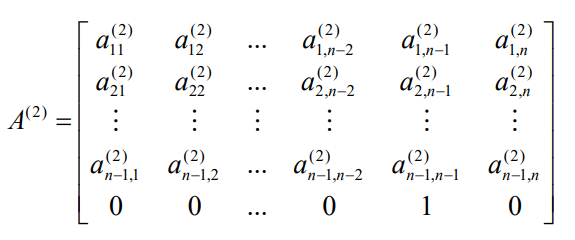 a_{11}^{(2)} a_{12}^{(2)} ... a_{1,n-2}^{(2)} a_{1,n-1}^{(2)} a_{1,n}^{(2)}
a_{21}^{(2)} a_{22}^{(2)} ... a_{2,n-2}^{(2)} a_{2,n-1}^{(2)} a_{2,n}^{(2)}
A^{(2)} = ⋮ ⋮ ⋮ ⋮ ⋮ ⋮
a_{n-1,1}^{(2)} a_{n-1,2}^{(2)} ... a_{n-1,n-2}^{(2)} a_{n-1,n-1}^{(2)} a_{n-1,n}^{(2)}
0 0 ... 0 1 0